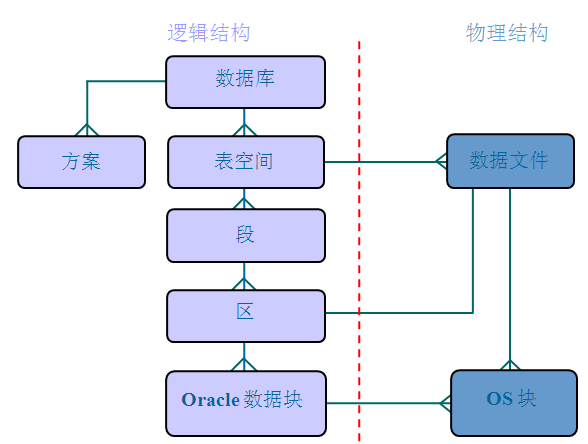 逻辑结构
物理结构
数据库
方案
表空间
数据文件
段
区
Oracle 数据块
OS 块